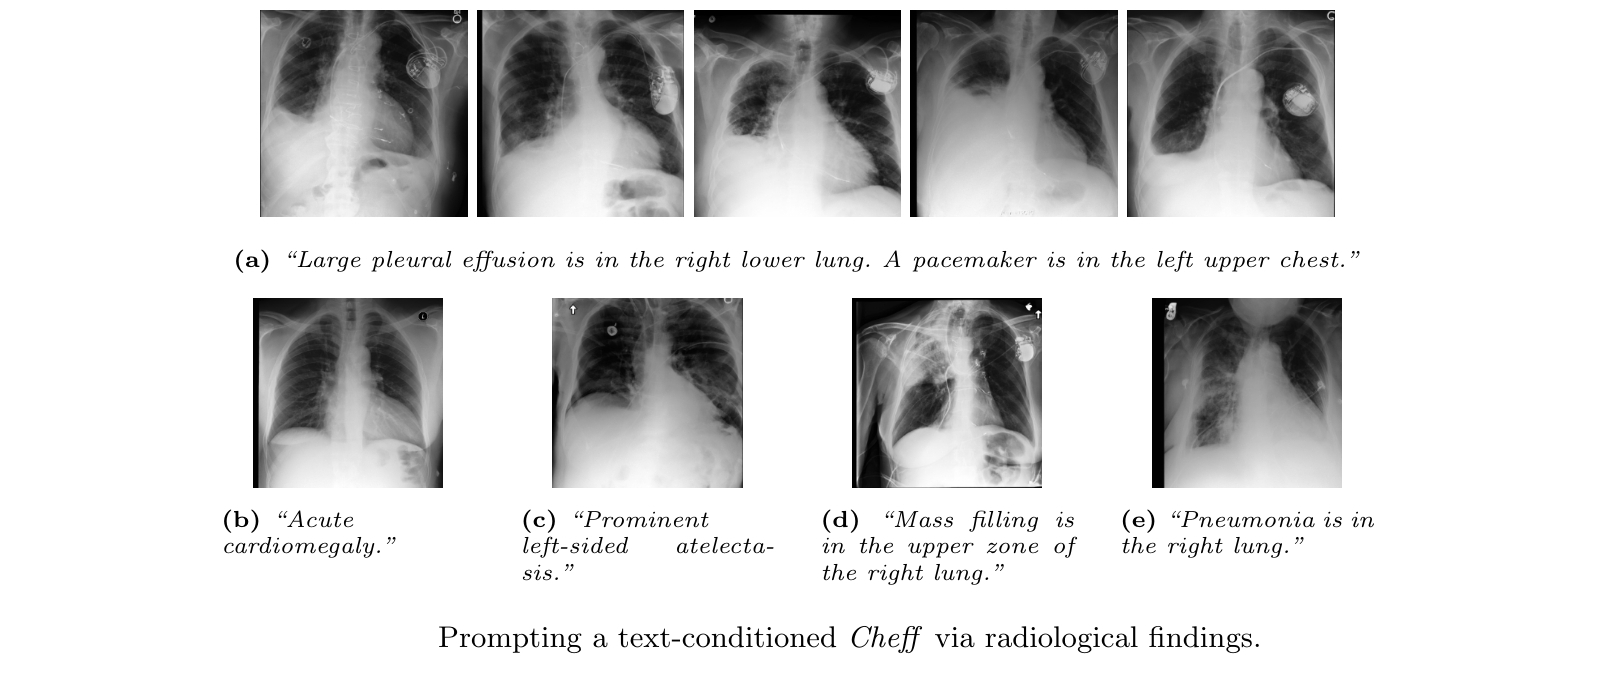 (a) “Large pleural effusion is in the right lower lung. A pacemaker is in the left upper chest.”
(b) “Acute
cardiomegaly.”
(c) “Prominent
left-sided atelecta-
sis.”
(d) “Mass filling is
in the upper zone of
the right lung.”
(e) “Pneumonia is in
the right lung.”
Prompting a text-conditioned Cheff via radiological findings.